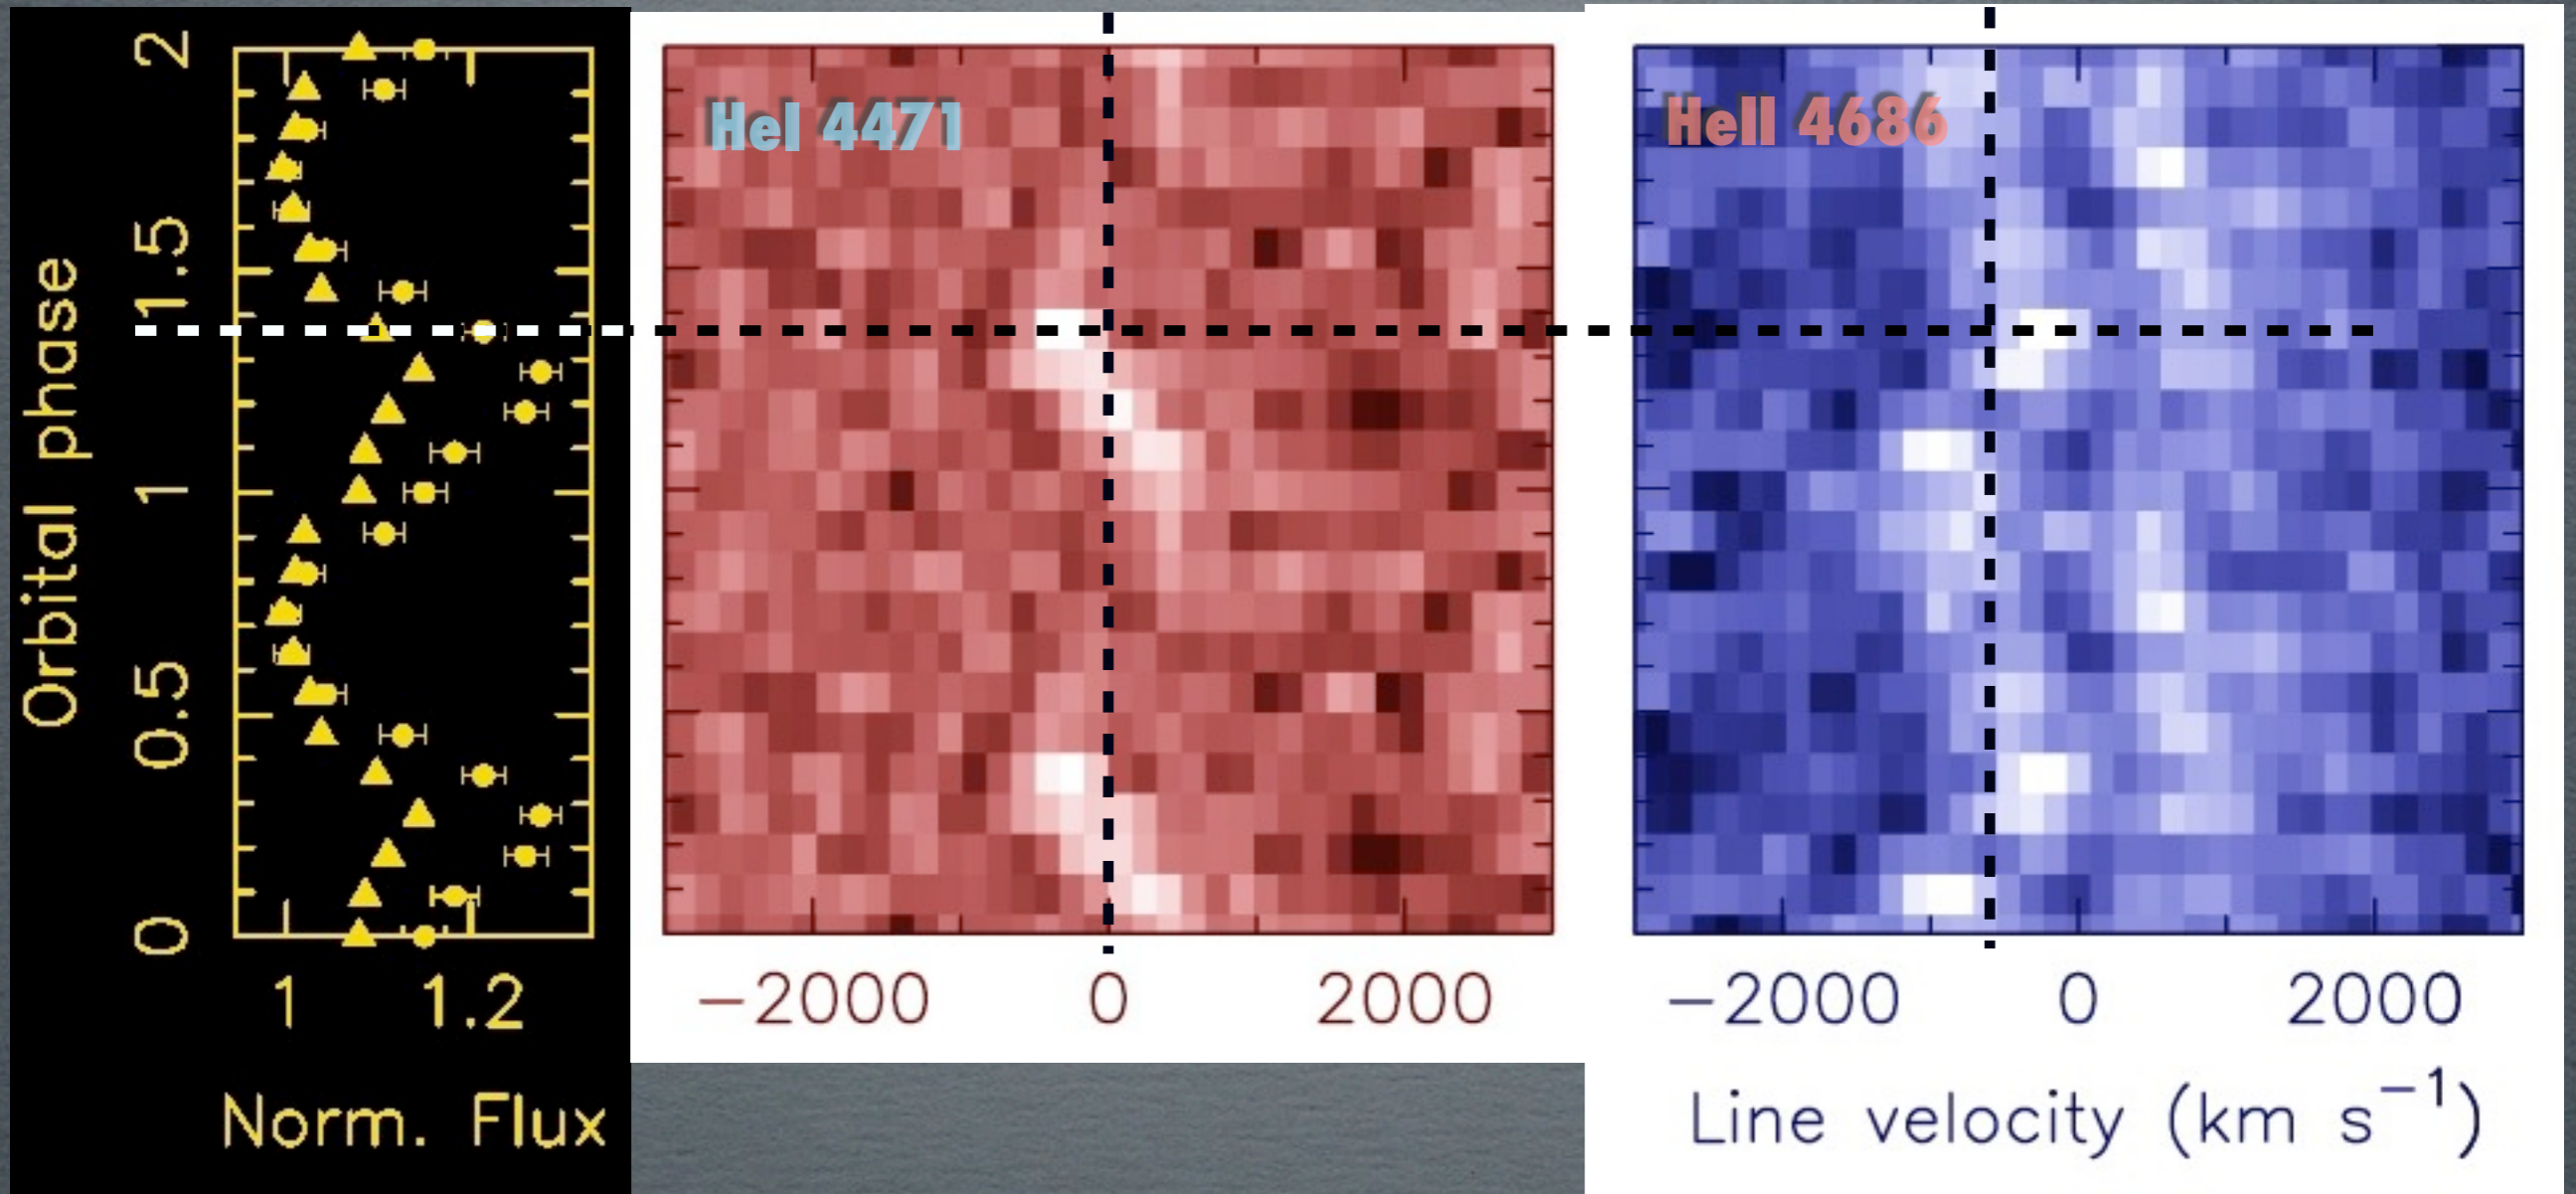 Orbital phase
2
1.5
1
0.5
0
1 1.2
Norm. Flux
HeI 4471
−2000 0 2000
HeII 4686
−2000 0 2000
Line velocity (km s⁻¹)